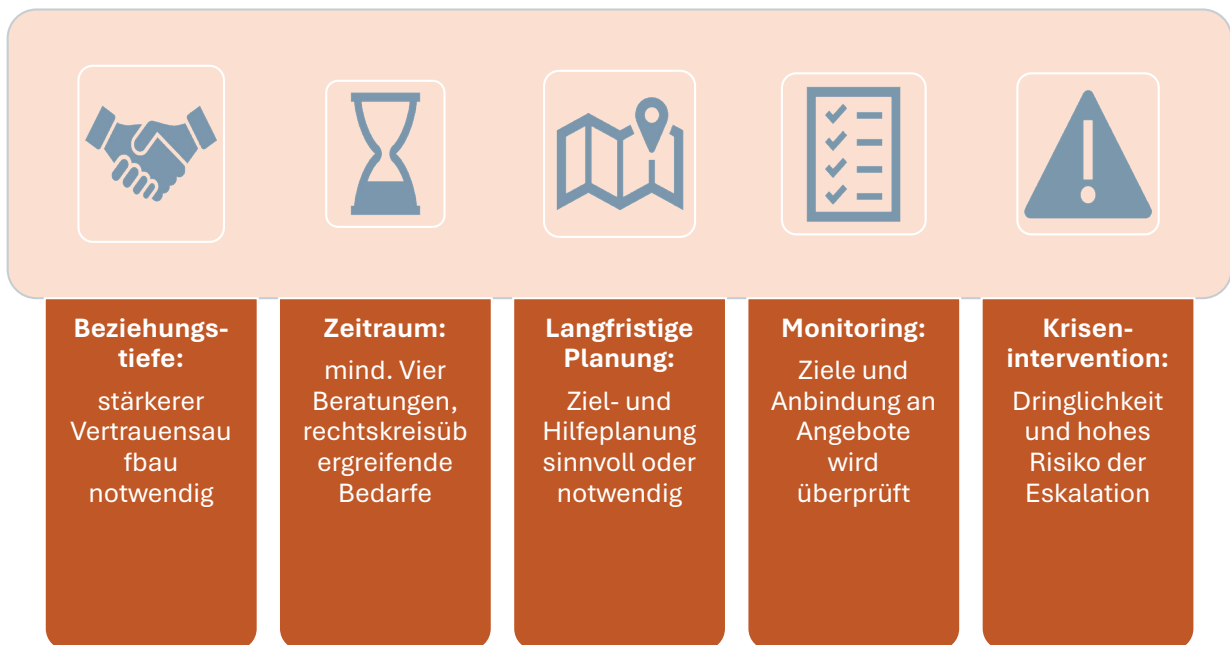 Beziehungs-
tiefe:
stärkerer
Vertrauensau
fbau
notwendig
Zeitraum:
mind. Vier
Beratungen,
rechtskreisüb
ergreifende
Bedarfe
Langfristige
Planung:
Ziel- und
Hilfeplanung
sinnvoll oder
notwendig
Monitoring:
Ziele und
Anbindung an
Angebote
wird
überprüft
Krisen-
intervention:
Dringlichkeit
und hohes
Risiko der
Eskalation